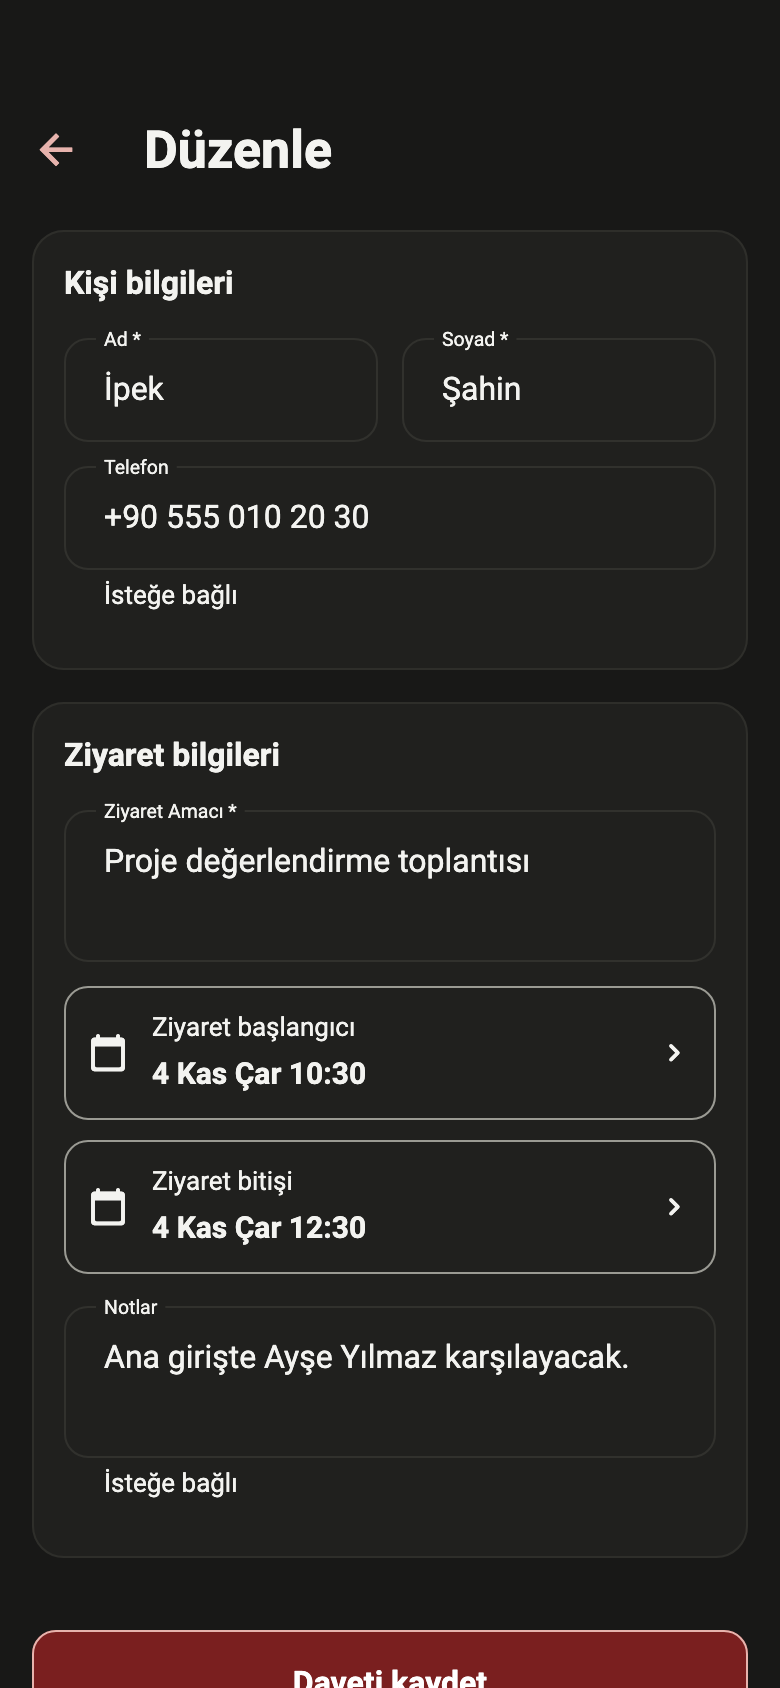 Düzenle
Kişi bilgileri
Ad *
Soyad *
İpek
Şahin
Telefon
+90 555 010 20 30
İsteğe bağlı
Ziyaret bilgileri
Ziyaret Amacı *
Proje değerlendirme toplantısı
Ziyaret başlangıcı
4 Kas Çar 10:30
Ziyaret bitişi
4 Kas Çar 12:30
Notlar
Ana girişte Ayşe Yılmaz karşılayacak.
İsteğe bağlı
Daveti kaydet